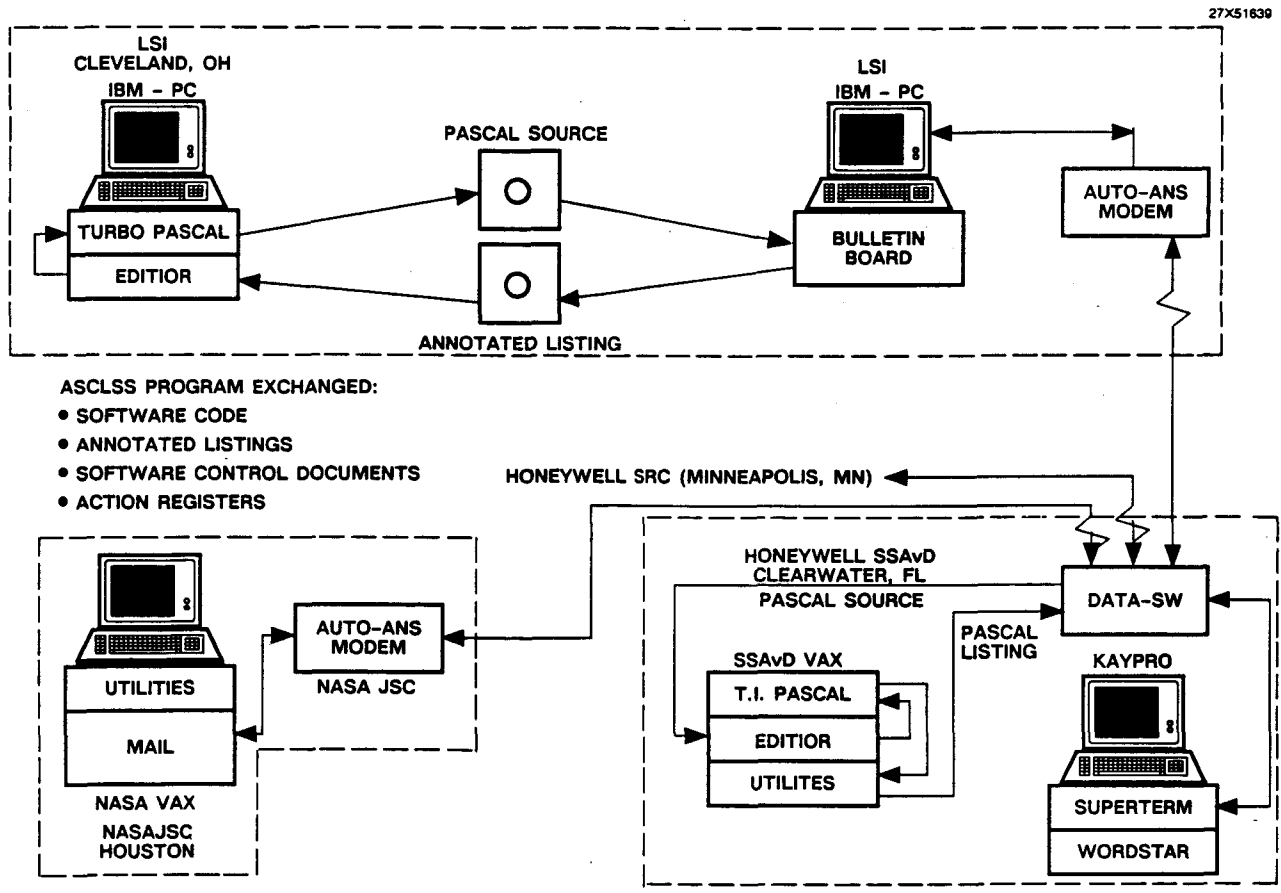 27X51639
LSI
CLEVELAND, OH
IBM – PC
TURBO PASCAL
EDITIOR
PASCAL SOURCE
ANNOTATED LISTING
LSI
IBM – PC
BULLETIN
BOARD
AUTO-ANS
MODEM
ASCLSS PROGRAM EXCHANGED:
• SOFTWARE CODE
• ANNOTATED LISTINGS
• SOFTWARE CONTROL DOCUMENTS
• ACTION REGISTERS
HONEYWELL SRC (MINNEAPOLIS, MN)
UTILITIES
MAIL
NASA VAX
NASAJSC
HOUSTON
AUTO-ANS
MODEM
NASA JSC
HONEYWELL SSAvD
CLEARWATER, FL
PASCAL SOURCE
DATA-SW
PASCAL
LISTING
SSAvD VAX
T.I. PASCAL
EDITIOR
UTILITES
KAYPRO
SUPERTERM
WORDSTAR